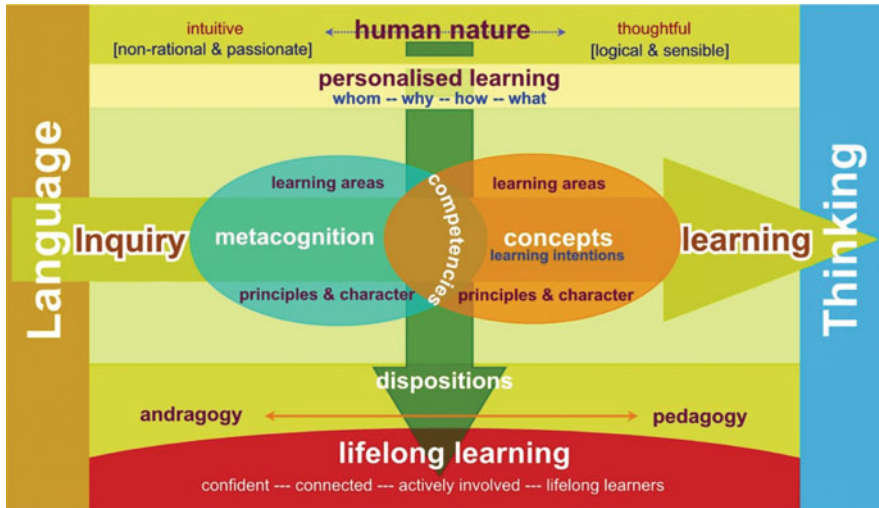 human nature
intuitive
[non-rational & passionate]
thoughtful
[logical & sensible]
personalised learning
whom -- why -- how -- what
Language
Thinking
Inquiry
learning
learning areas
metacognition
principles & character
competencies
learning areas
concepts
learning intentions
principles & character
dispositions
andragogy
pedagogy
lifelong learning
confident --- connected --- actively involved --- lifelong learners